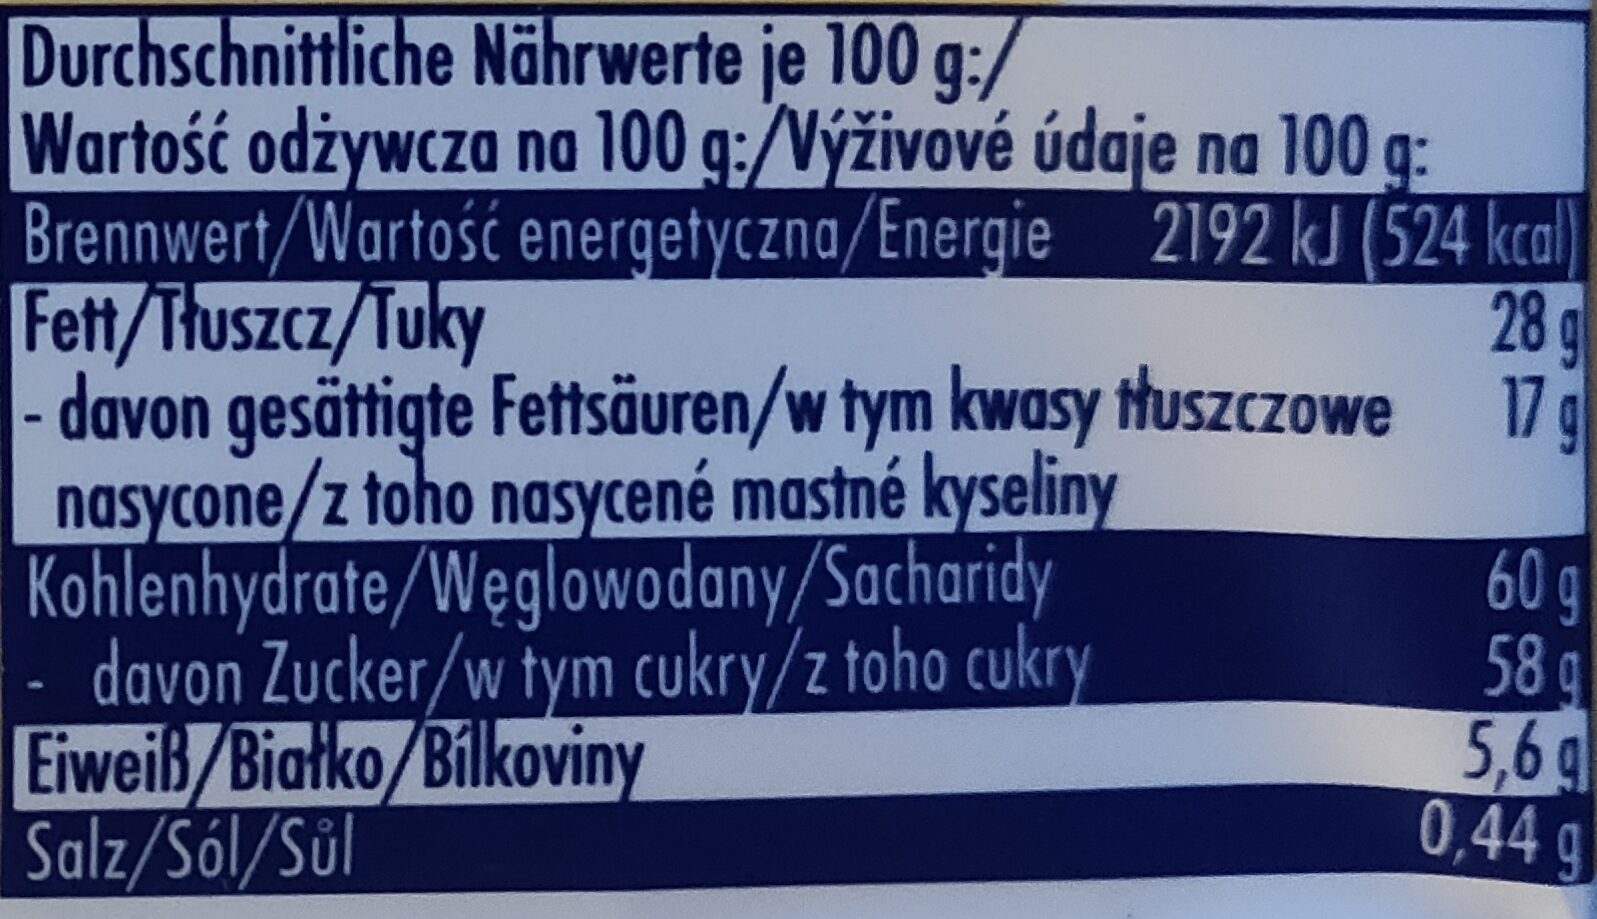 Durchschnittliche Nährwerte je 100 g:/
Wartość odżywcza na 100 g:/Výživové údaje na 100 g:
Brennwert/Wartość energetyczna/Energie 2192 kJ (524 kcal)
Fett/Tłuszcz/Tuky 28 g
- davon gesättigte Fettsäuren/w tym kwasy tłuszczowe 17 g
nasycone/z toho nasycené mastné kyseliny
Kohlenhydrate/Węglowodany/Sacharidy 60 g
- davon Zucker/w tym cukry/z toho cukry 58 g
Eiweiß/Białko/Bílkoviny 5,6 g
Salz/Sól/Sůl 0,44 g